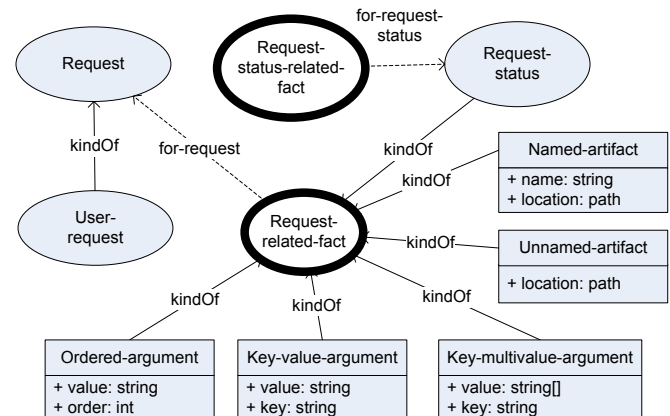 for-request-
status
Request
Request-
status-related-
fact
Request-
status
kindOf
for-request
kindOf
kindOf
Named-artifact
+ name: string
+ location: path
User-
request
Request-
related-fact
kindOf
Unnamed-artifact
+ location: path
kindOf
kindOf
kindOf
Ordered-argument
+ value: string
+ order: int
Key-value-argument
+ value: string
+ key: string
Key-multivalue-argument
+ value: string[]
+ key: string